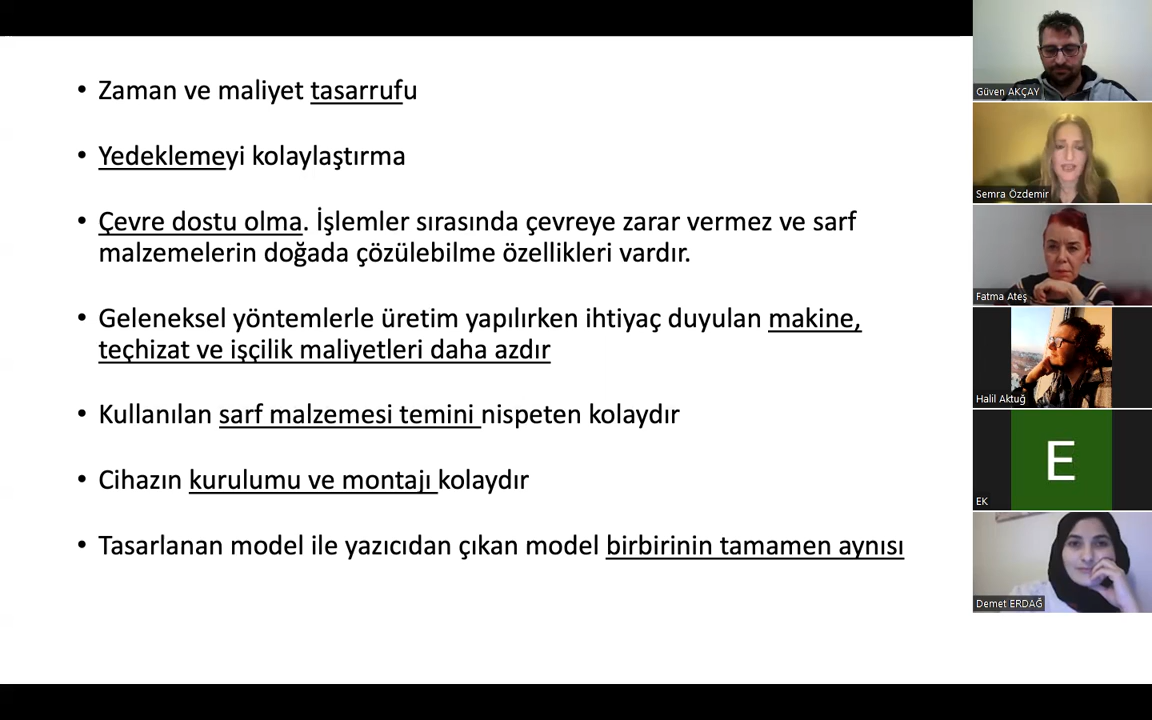 • Zaman ve maliyet tasarrufu
• Yedeklemeyi kolaylaştırma
• Çevre dostu olma. İşlemler sırasında çevreye zarar vermez ve sarf
malzemelerin doğada çözülebilme özellikleri vardır.
• Geleneksel yöntemlerle üretim yapılırken ihtiyaç duyulan makine,
teçhizat ve işçilik maliyetleri daha azdır
• Kullanılan sarf malzemesi temini nispeten kolaydır
• Cihazın kurulumu ve montajı kolaydır
• Tasarlanan model ile yazıcıdan çıkan model birbirinin tamamen aynısı
Güven AKÇAY
Semra Özdemir
Fatma Ateş
Halil Aktuğ
E
EK
Demet ERDAĞ